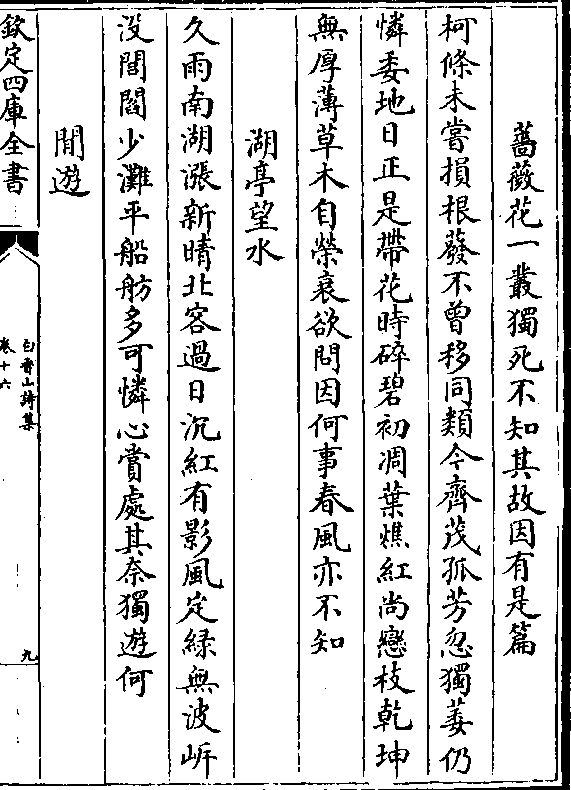 薔薇花一叢獨死不知其故因有是篇
柯條未嘗損根蕟不曾移同類今齊茂孤芳忽獨萎仍
憐委地日正是帶花時碎碧初凋葉燋紅尚戀枝乾坤
無厚薄草木自榮衰欲問因何事春風亦不知
湖亭望水
久雨南湖漲新晴北客過日沉紅有影風定緑無波岍
没閭閻少灘平船舫多可憐心賞處其奈獨遊何
閒遊
欽定四庫全書
白香山詩集
卷十六
九